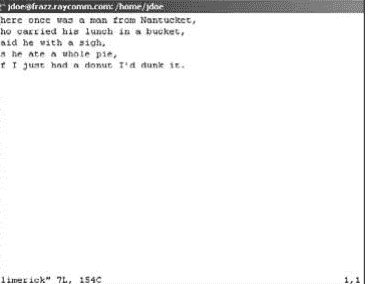 jdoe@frazz.raycomm.com: /home/jdoe
here once was a man from Nantucket,
ho carried his lunch in a bucket,
aid he with a sigh,
s he ate a whole pie,
f I just had a donut I'd dunk it.
limerick" 7L, 154C 1,1